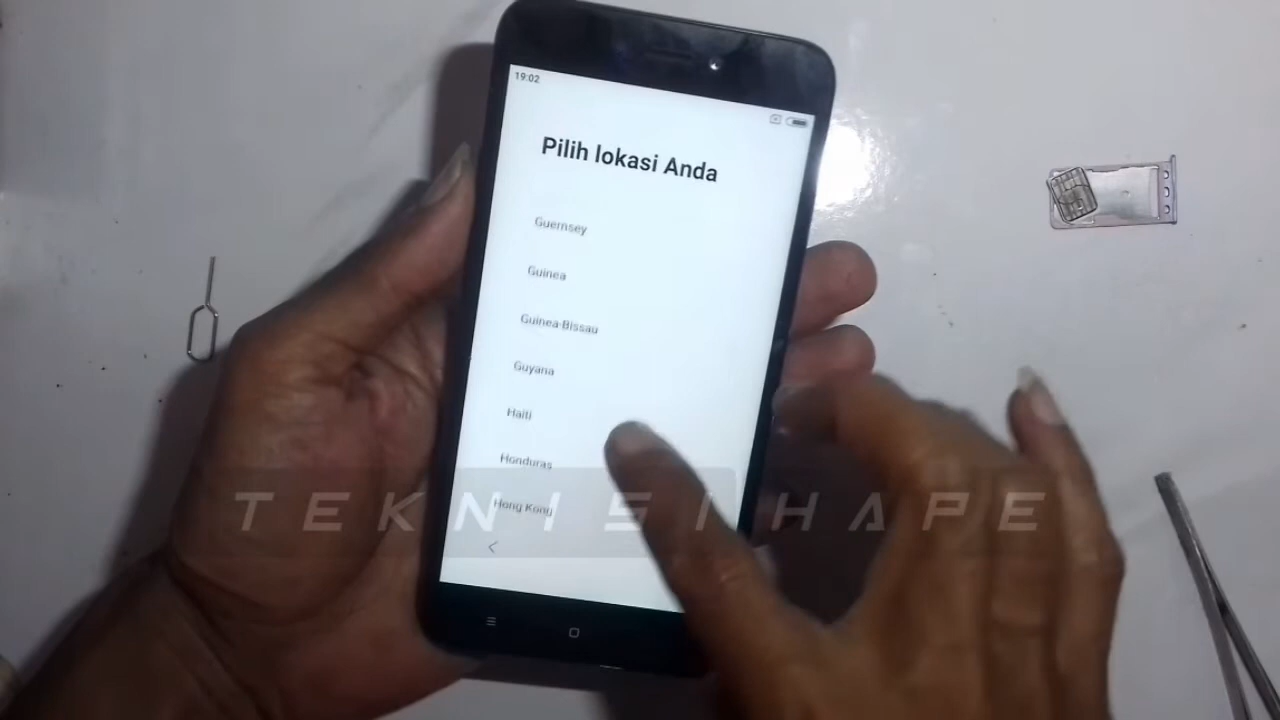 19:02
Pilih lokasi Anda
Guernsey
Guinea
Guinea-Bissau
Guyana
Haiti
Honduras
Hong Kong
TEKNISI HAPE